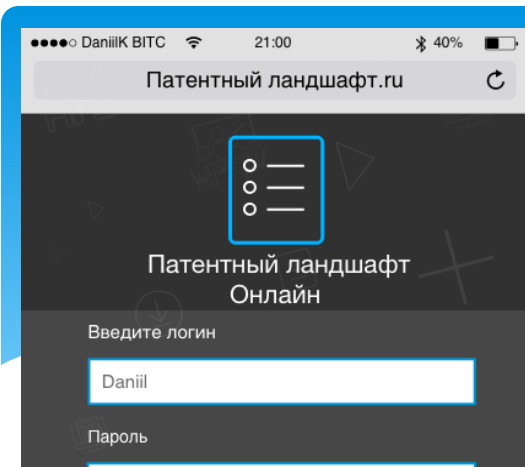 DaniilK BITC 21:00 40%
Патентный ландшафт.ru
Патентный ландшафт
Онлайн
Введите логин
Daniil
Пароль